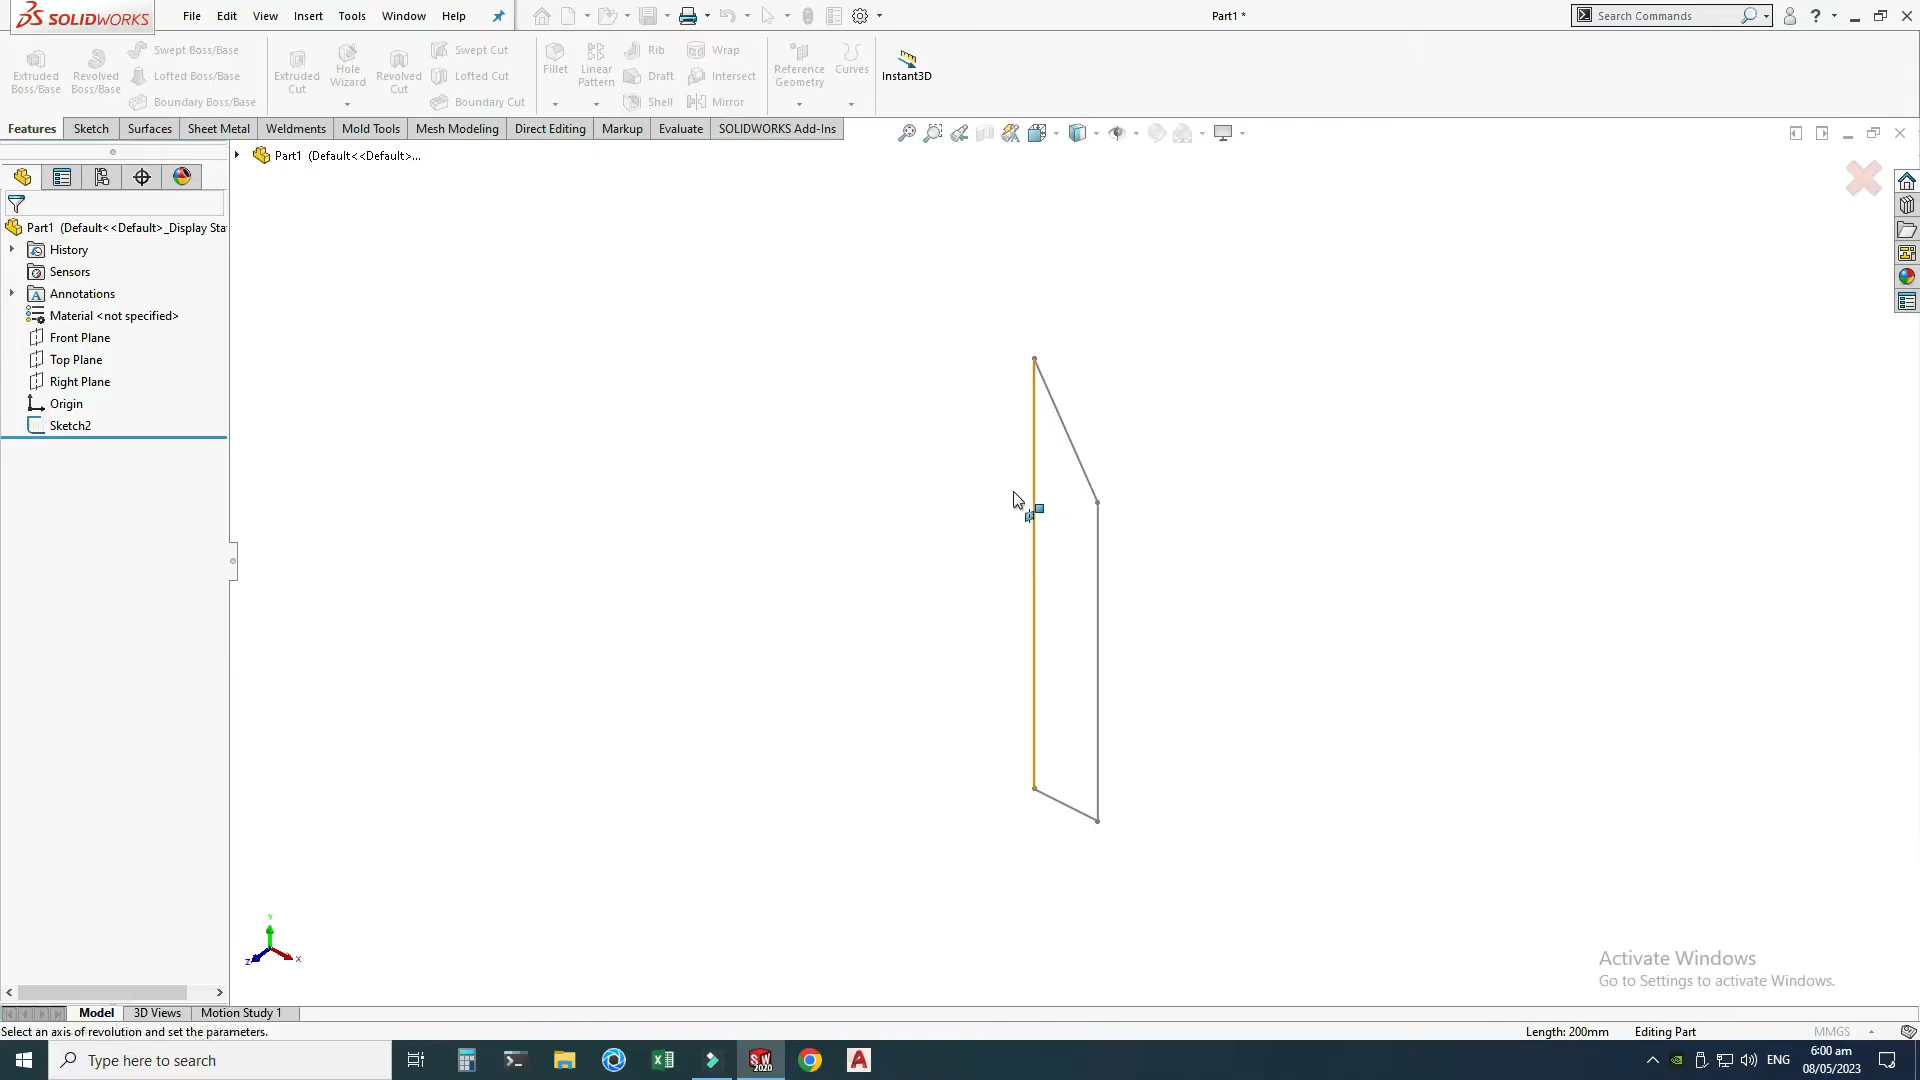 SOLIDWORKS
File Edit View Insert Tools Window Help
Part1 *
Search Commands
Extruded Boss/Base
Revolved Boss/Base
Swept Boss/Base
Lofted Boss/Base
Boundary Boss/Base
Extruded Cut
Hole Wizard
Revolved Cut
Swept Cut
Lofted Cut
Boundary Cut
Fillet
Linear Pattern
Rib
Draft
Shell
Wrap
Intersect
Mirror
Reference Geometry
Curves
Instant3D
Features Sketch Surfaces Sheet Metal Weldments Mold Tools Mesh Modeling Direct Editing Markup Evaluate SOLIDWORKS Add-Ins
Part1 (Default<<Default>...
Part1 (Default<<Default>_Display Sta
History
Sensors
Annotations
Material <not specified>
Front Plane
Top Plane
Right Plane
Origin
Sketch2
Y
Z
X
Activate Windows
Go to Settings to activate Windows.
Model 3D Views Motion Study 1
Select an axis of revolution and set the parameters.
Length: 200mm Editing Part MMGS
Type here to search
SW
2020
A
ENG
6:00 am
08/05/2023